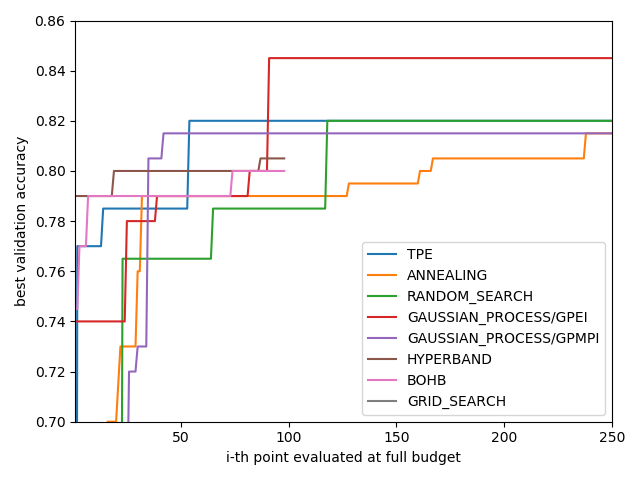 0.86
0.84
0.82
0.80
0.78
0.76
0.74
0.72
0.70
best validation accuracy
50
100
150
200
250
i-th point evaluated at full budget
TPE
ANNEALING
RANDOM_SEARCH
GAUSSIAN_PROCESS/GPEI
GAUSSIAN_PROCESS/GPMPI
HYPERBAND
BOHB
GRID_SEARCH